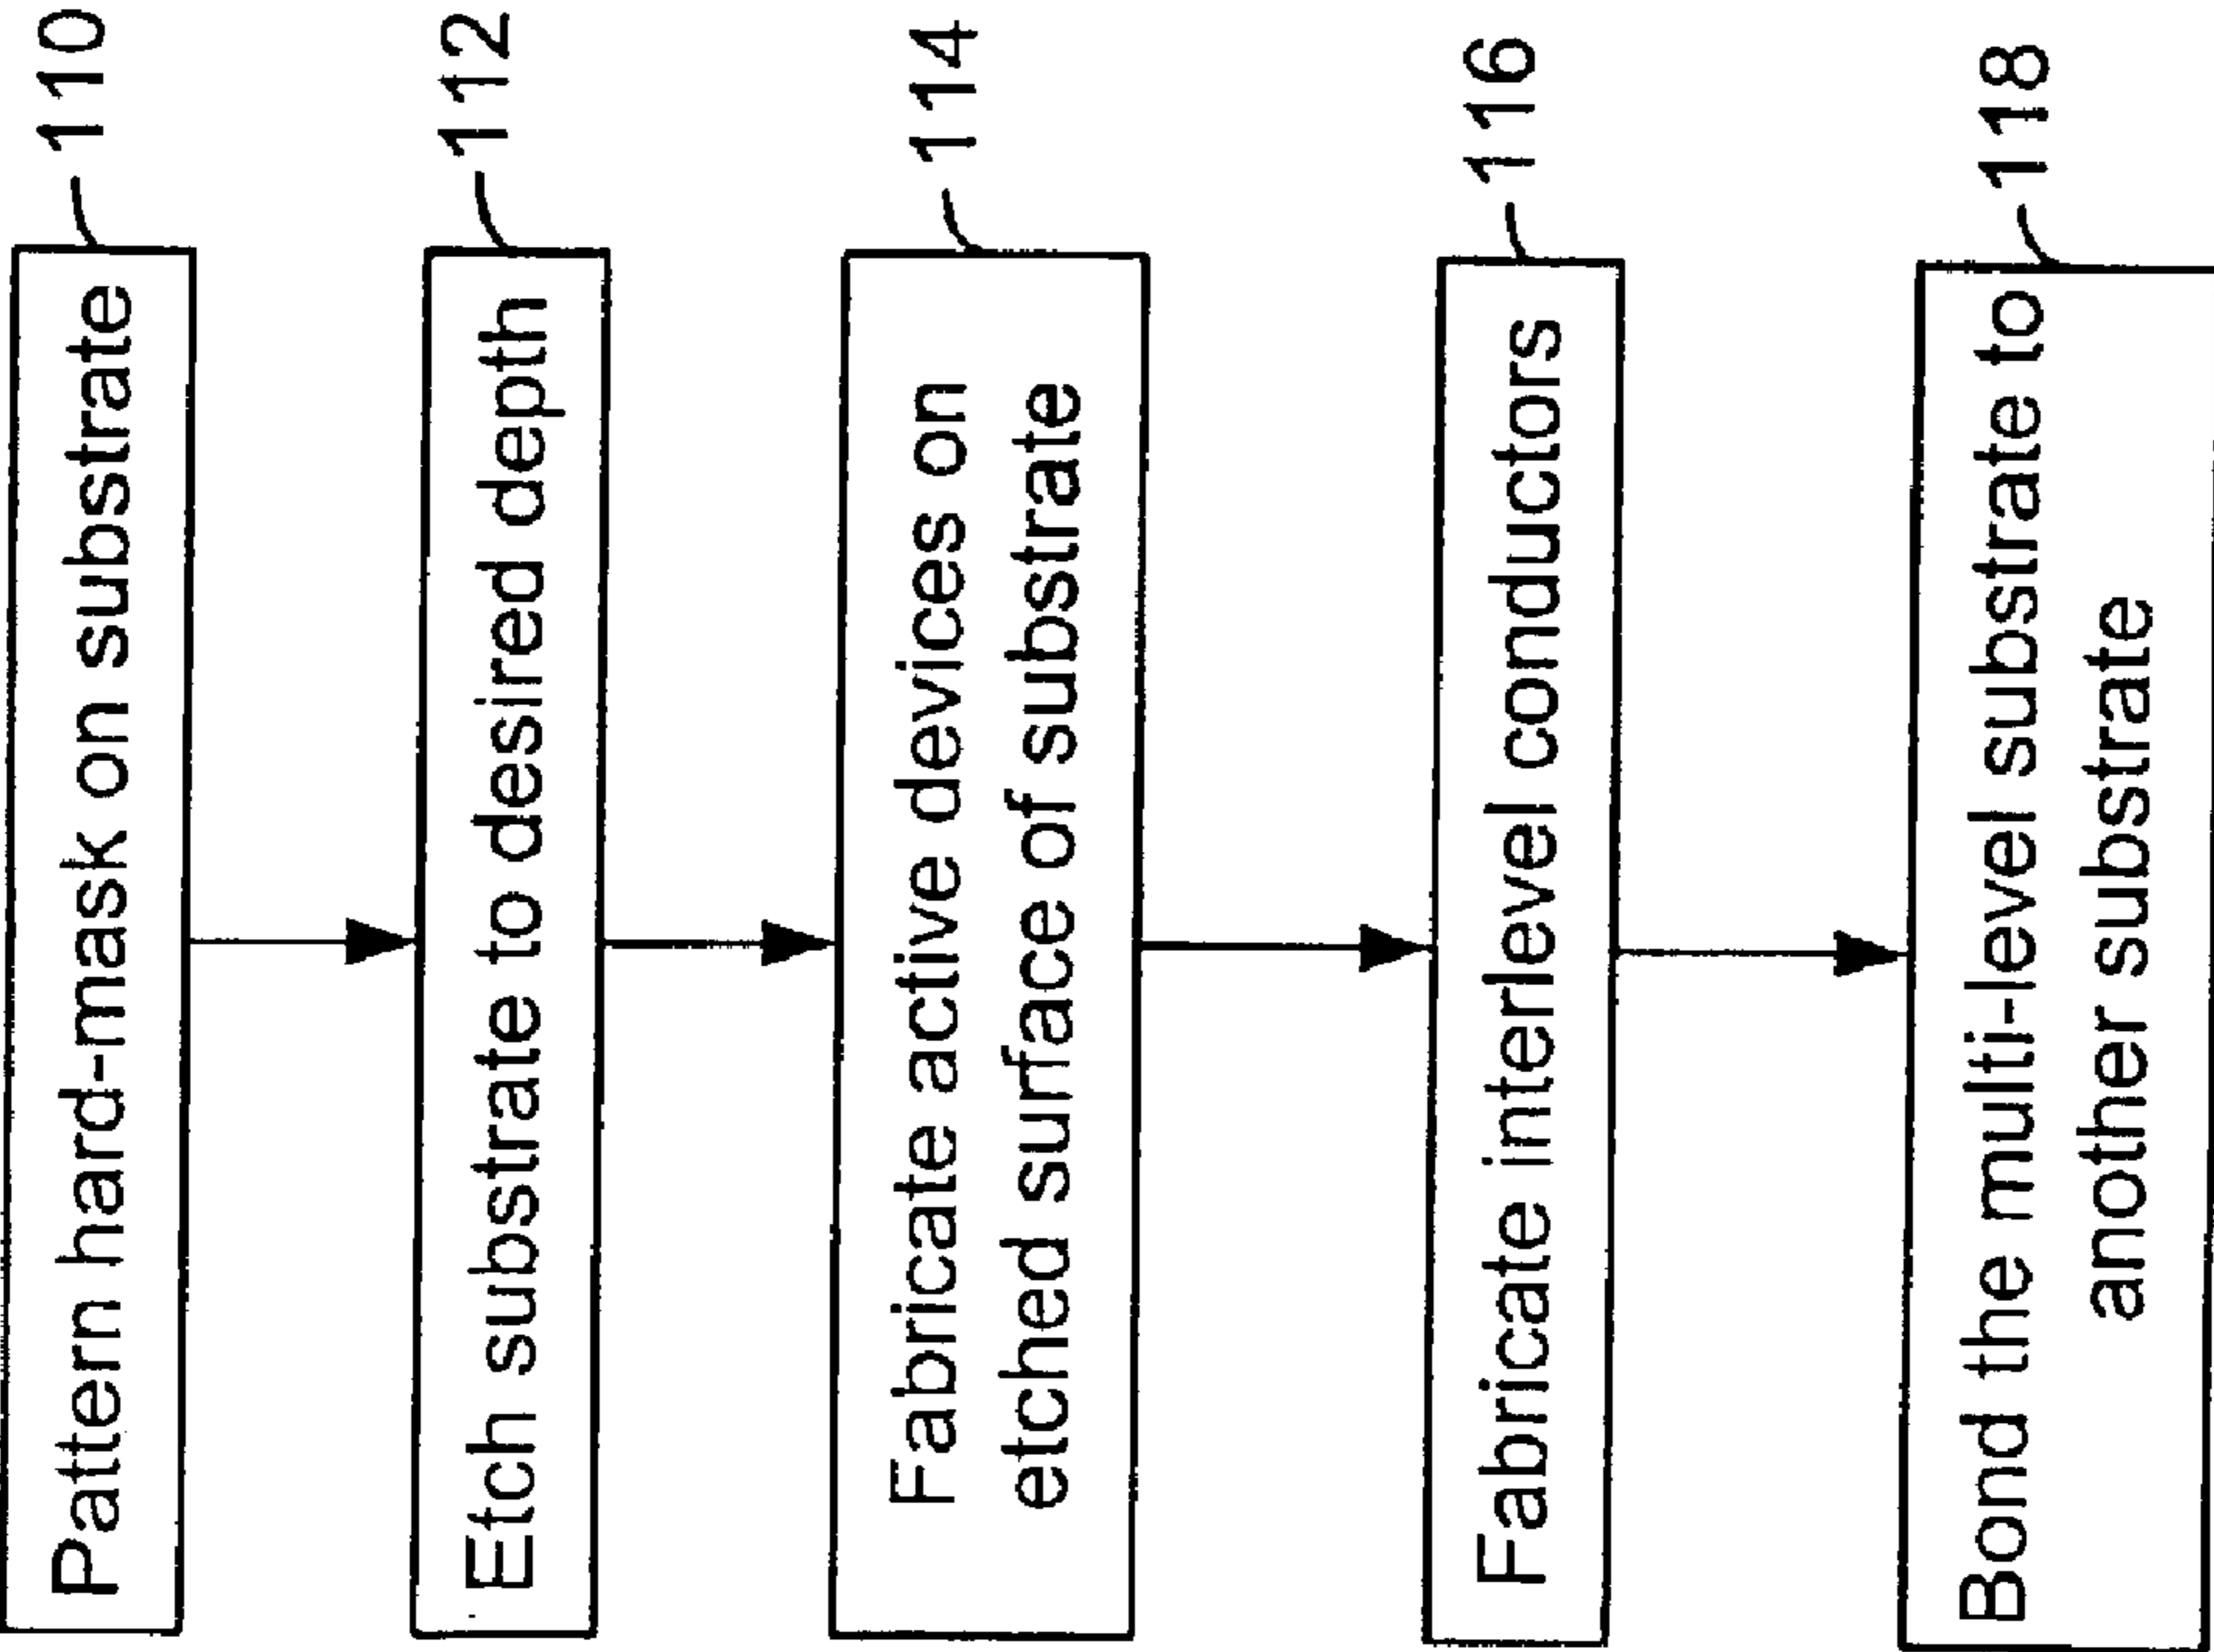 Pattern hard-mask on substrate
110
Etch substrate to desired depth
112
Fabricate active devices on
etched surface of substrate
114
Fabricate interlevel conductors
116
Bond the multi-level substrate to
another substrate
118